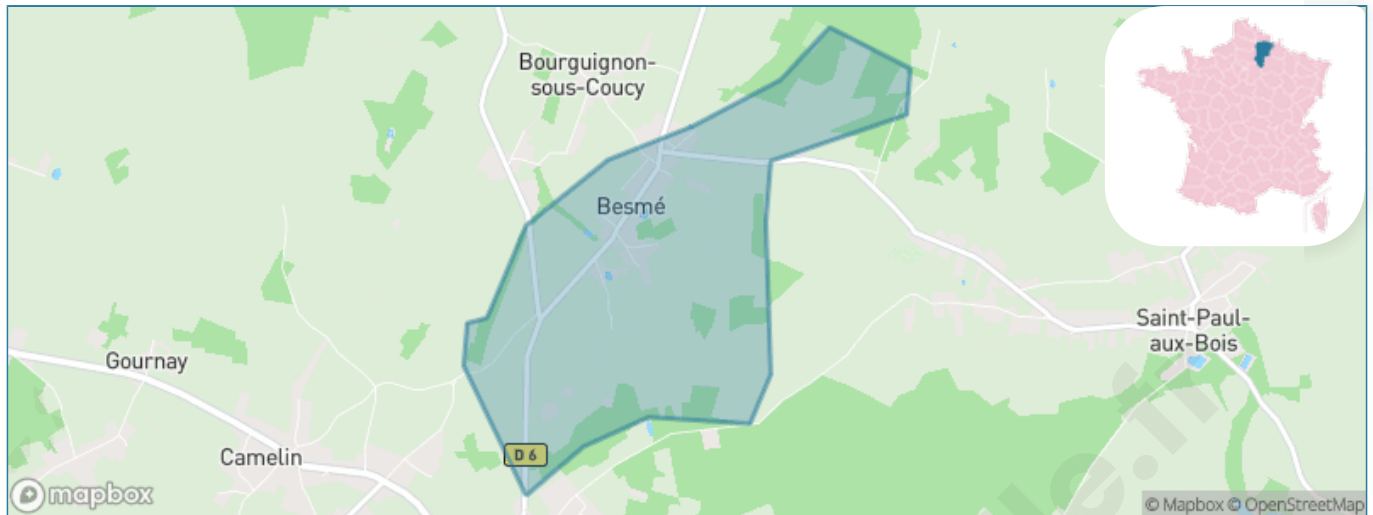 Bourguignon-
sous-Coucy
Besmé
Saint-Paul-
aux-Bois
Gournay
Camelin
D 6
mapbox
© Mapbox © OpenStreetMap